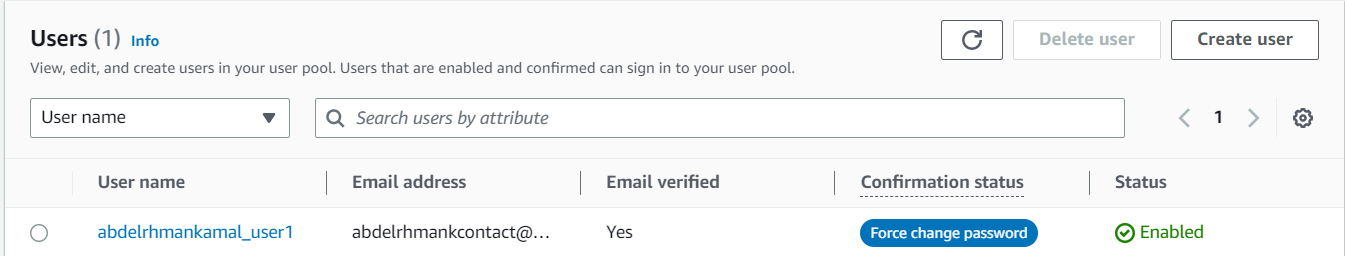 Users (1) Info
Delete user
Create user
View, edit, and create users in your user pool. Users that are enabled and confirmed can sign in to your user pool.
User name
Search users by attribute
1
User name Email address Email verified Confirmation status Status
abdelrhmankamal_user1 abdelrhmankcontact@... Yes Force change password Enabled